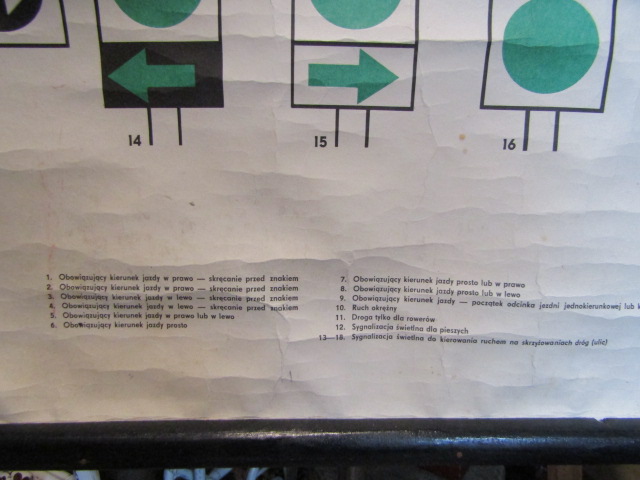 14
15
16
1. Obowiązujący kierunek jazdy w prawo — skręcanie przed znakiem
2. Obowiązujący kierunek jazdy w prawo — skręcanie przed znakiem
3. Obowiązujący kierunek jazdy w lewo — skręcanie przed znakiem
4. Obowiązujący kierunek jazdy w lewo — skręcanie przed znakiem
5. Obowiązujący kierunek jazdy w prawo lub w lewo
6. Obowiązujący kierunek jazdy prosto
7. Obowiązujący kierunek jazdy prosto lub w prawo
8. Obowiązujący kierunek jazdy prosto lub w lewo
9. Obowiązujący kierunek jazdy — początek odcinka jezdni jednokierunkowej lub
10. Ruch okrężny
11. Droga tylko dla rowerów
12. Sygnalizacja świetlna dla pieszych
13—18. Sygnalizacja świetlna do kierowania ruchem na skrzyżowaniach dróg (ulic)